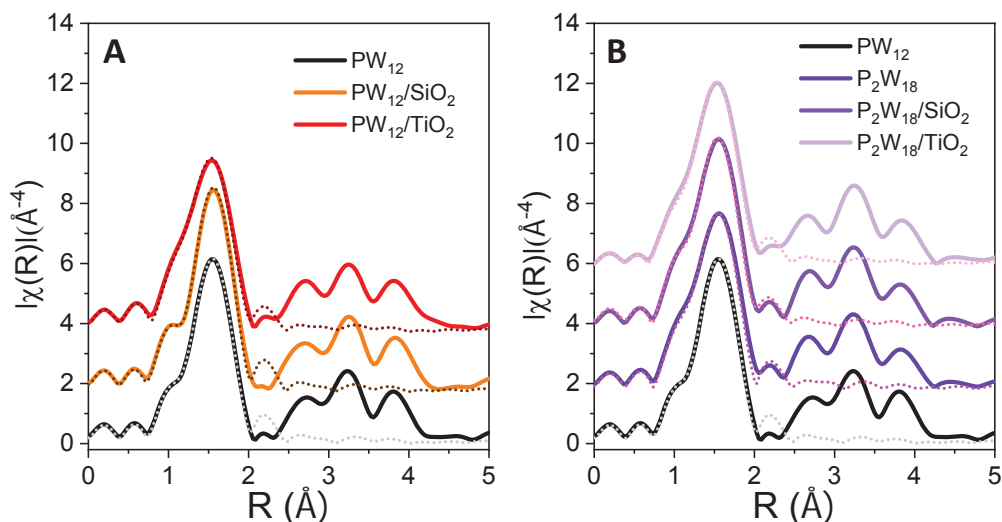 A
PW₁₂
PW₁₂/SiO₂
PW₁₂/TiO₂
14
12
10
8
6
4
2
0
|χ(R)|(Å⁻⁴)
0 1 2 3 4 5
R (Å)
B
PW₁₂
P₂W₁₈
P₂W₁₈/SiO₂
P₂W₁₈/TiO₂
14
12
10
8
6
4
2
0
|χ(R)|(Å⁻⁴)
0 1 2 3 4 5
R (Å)